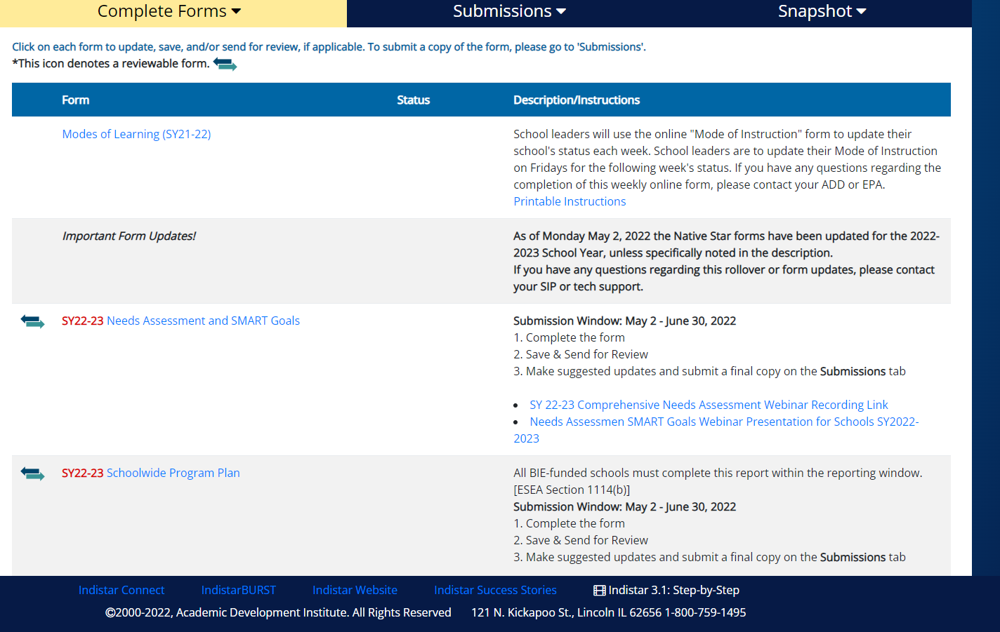 Complete Forms Submissions Snapshot
Click on each form to update, save, and/or send for review, if applicable. To submit a copy of the form, please go to 'Submissions'.
*This icon denotes a reviewable form.
Form Status Description/Instructions
Modes of Learning (SY21-22)
School leaders will use the online "Mode of Instruction" form to update their
school's status each week. School leaders are to update their Mode of Instruction
on Fridays for the following week's status. If you have any questions regarding the
completion of this weekly online form, please contact your ADD or EPA.
Printable Instructions
Important Form Updates!
As of Monday May 2, 2022 the Native Star forms have been updated for the 2022-
2023 School Year, unless specifically noted in the description.
If you have any questions regarding this rollover or form updates, please contact
your SIP or tech support.
SY22-23 Needs Assessment and SMART Goals
Submission Window: May 2 - June 30, 2022
1. Complete the form
2. Save & Send for Review
3. Make suggested updates and submit a final copy on the Submissions tab
• SY 22-23 Comprehensive Needs Assessment Webinar Recording Link
• Needs Assessmen SMART Goals Webinar Presentation for Schools SY2022-
2023
SY22-23 Schoolwide Program Plan
All BIE-funded schools must complete this report within the reporting window.
[ESEA Section 1114(b)]
Submission Window: May 2 - June 30, 2022
1. Complete the form
2. Save & Send for Review
3. Make suggested updates and submit a final copy on the Submissions tab
Indistar Connect IndistarBURST Indistar Website Indistar Success Stories Indistar 3.1: Step-by-Step
©2000-2022, Academic Development Institute. All Rights Reserved 121 N. Kickapoo St., Lincoln IL 62656 1-800-759-1495